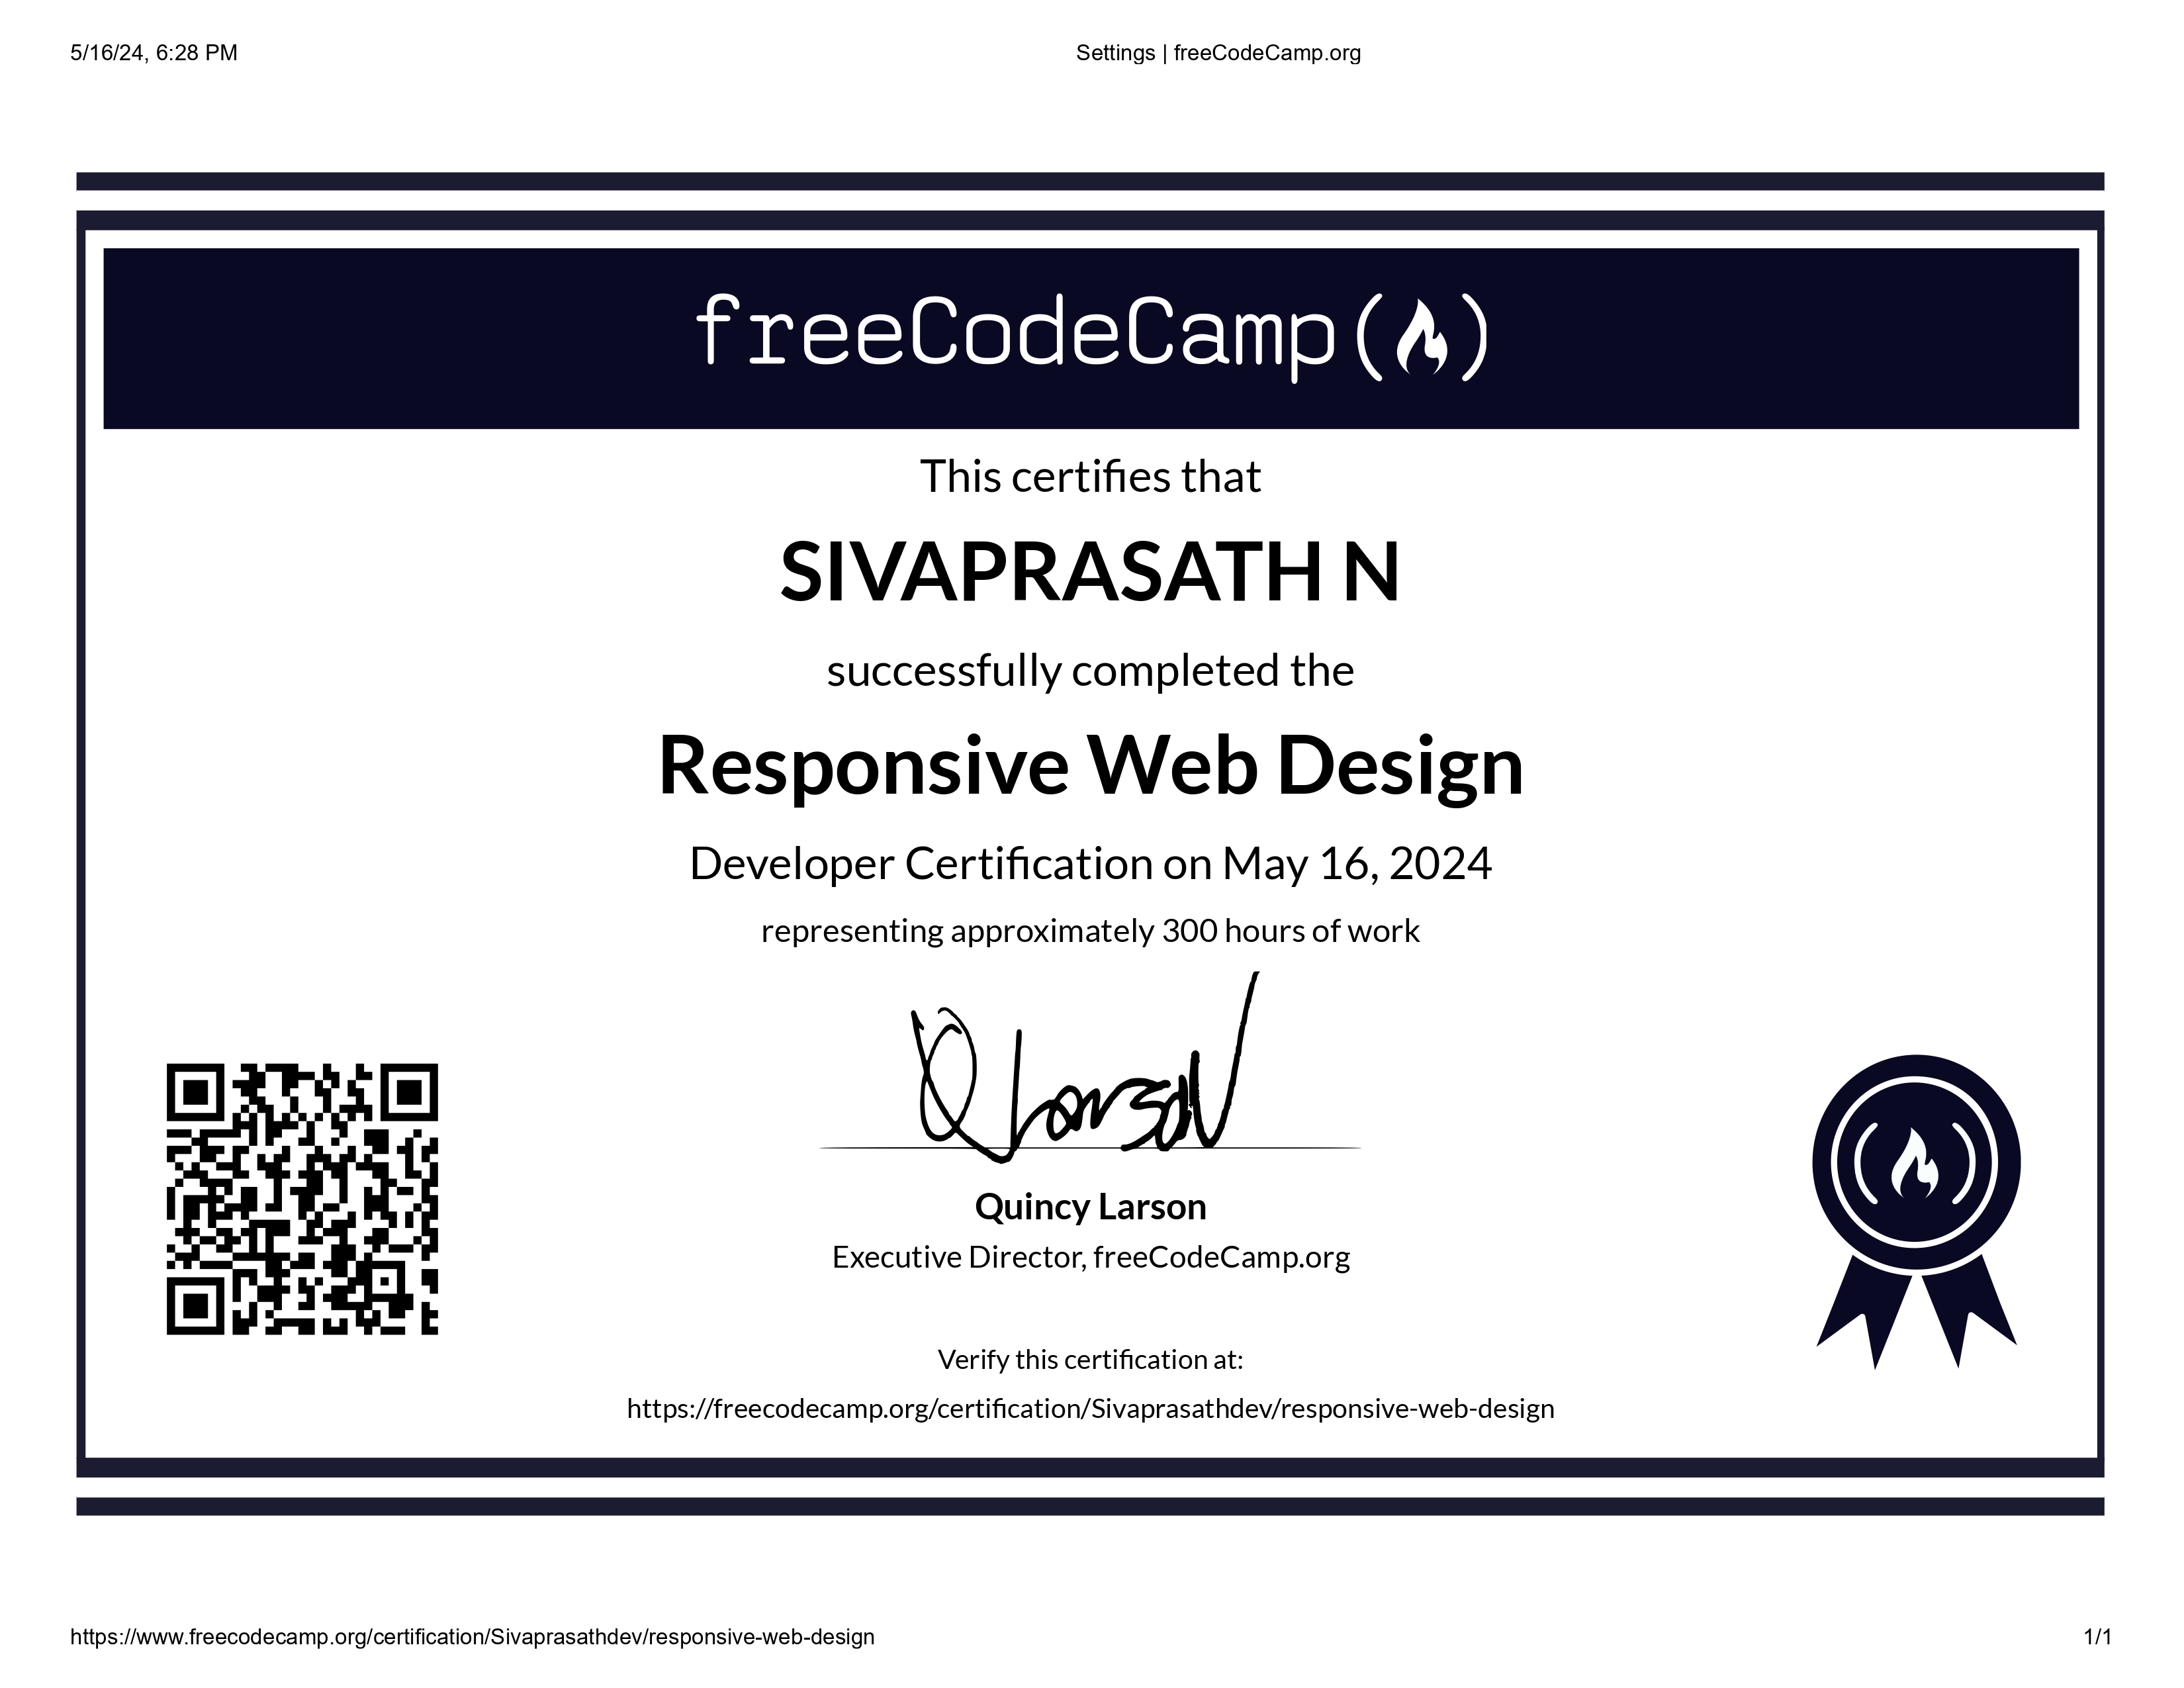 5/16/24, 6:28 PM
Settings | freeCodeCamp.org
freeCodeCamp
This certifies that
SIVAPRASATH N
successfully completed the
Responsive Web Design
Developer Certification on May 16, 2024
representing approximately 300 hours of work
Quincy Larson
Executive Director, freeCodeCamp.org
Verify this certification at:
https://freecodecamp.org/certification/Sivaprasathdev/responsive-web-design
https://www.freecodecamp.org/certification/Sivaprasathdev/responsive-web-design
1/1